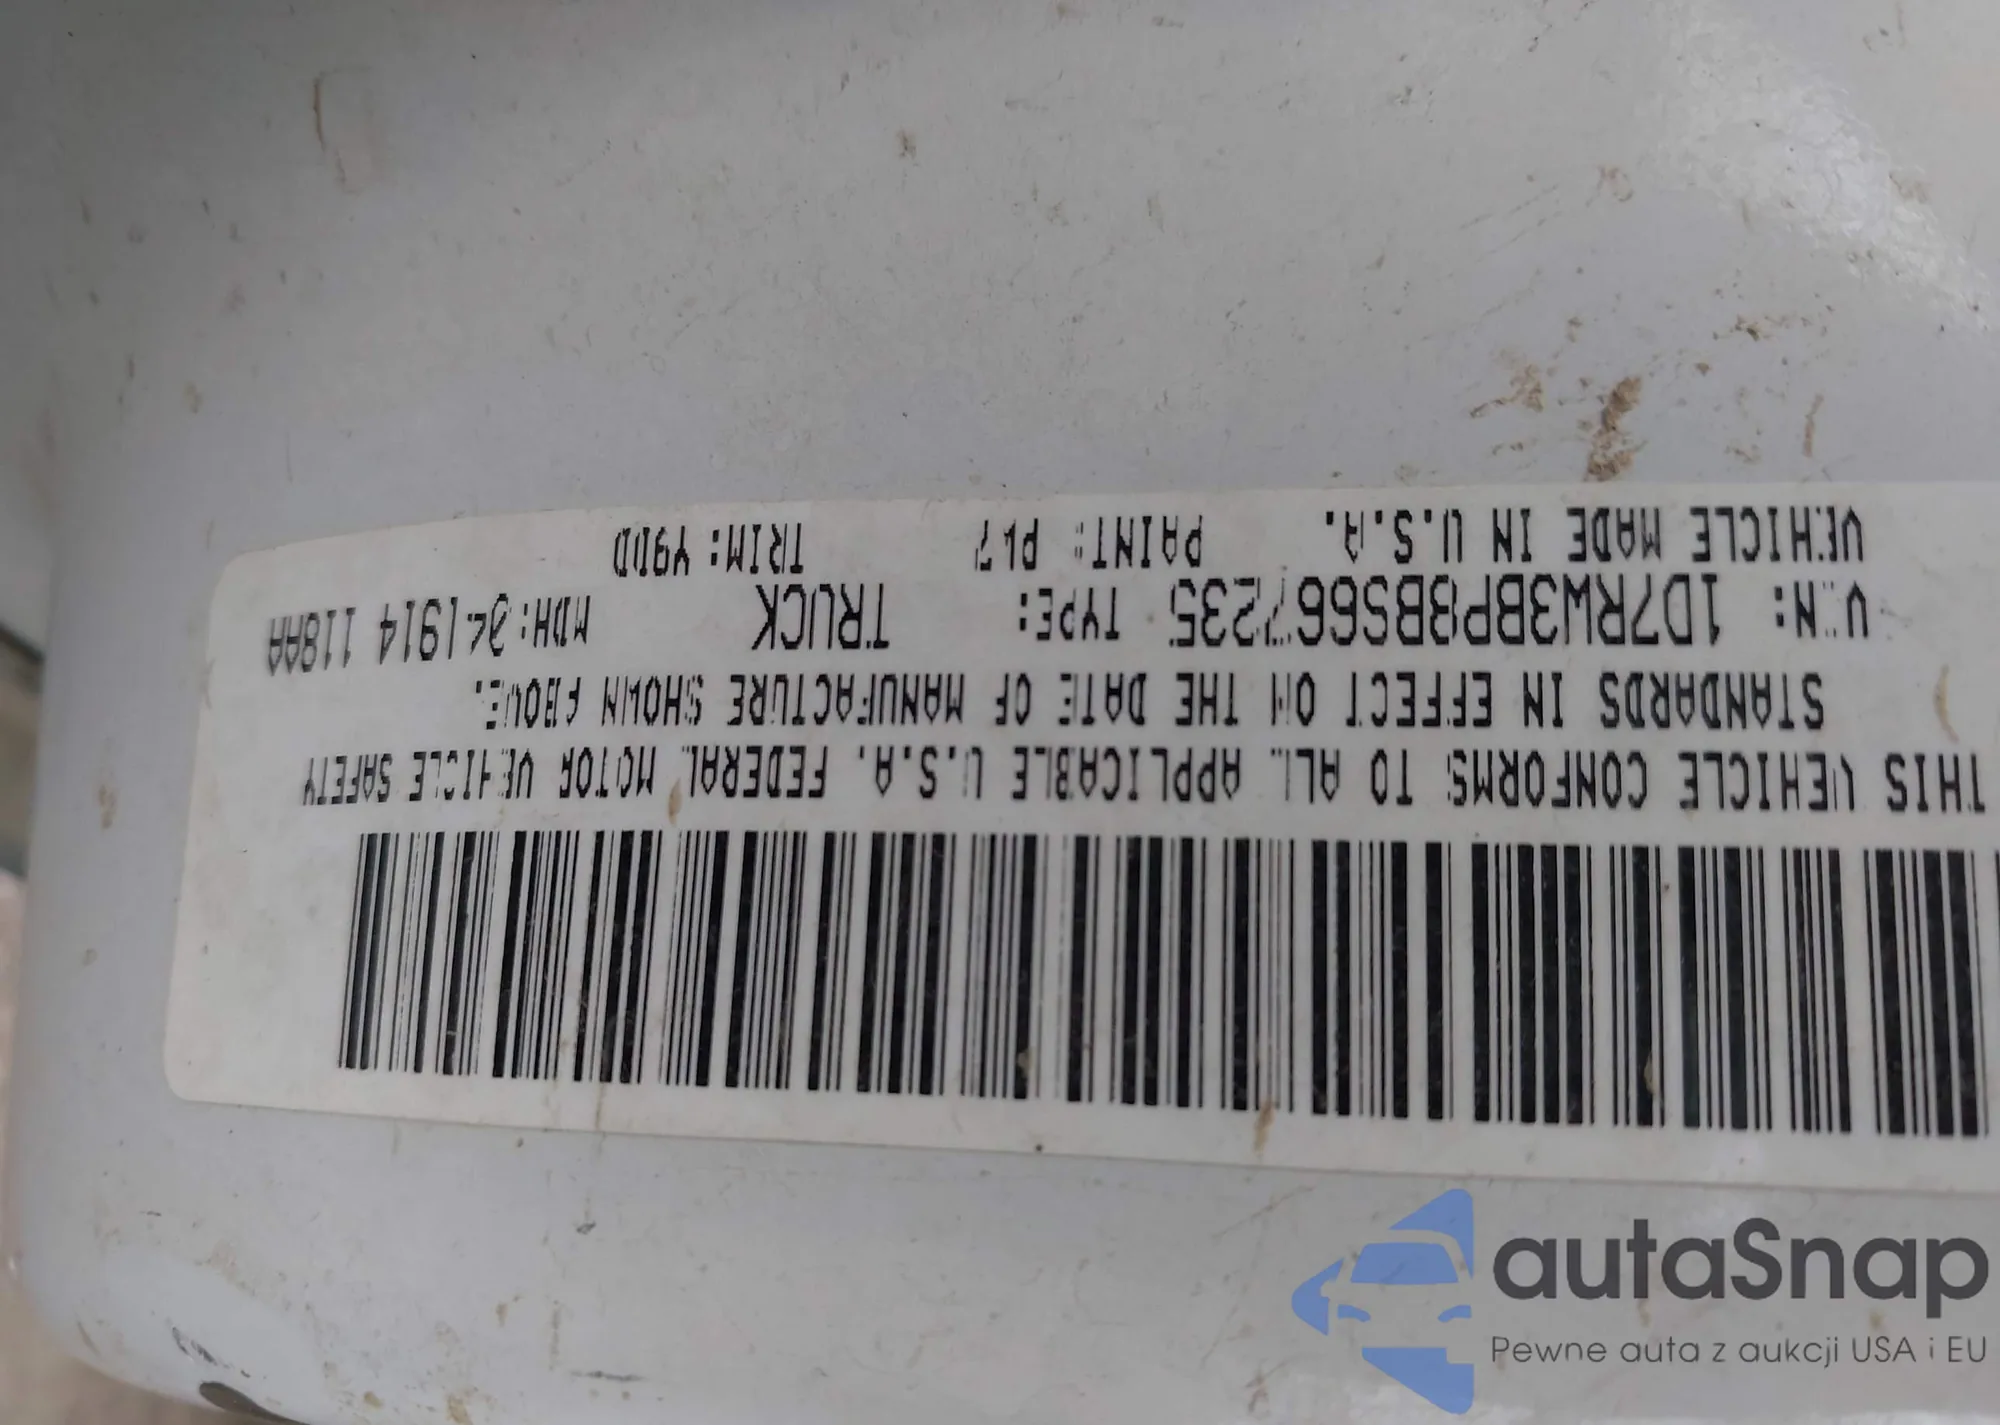 THIS VEHICLE CONFORMS TO ALL APPLICABLE U.S.A. FEDERAL MOTOR VEHICLE SAFETY
STANDARDS IN EFFECT ON THE DATE OF MANUFACTURE SHOWN ABOVE.
VIN: 1D7RW3BP8BS667235 TYPE: TRUCK MDH: 041914 118AA
VEHICLE MADE IN U.S.A. PAINT: PW7 TRIM: Y9DD
autaSnap
Pewne auta z aukcji USA i EU